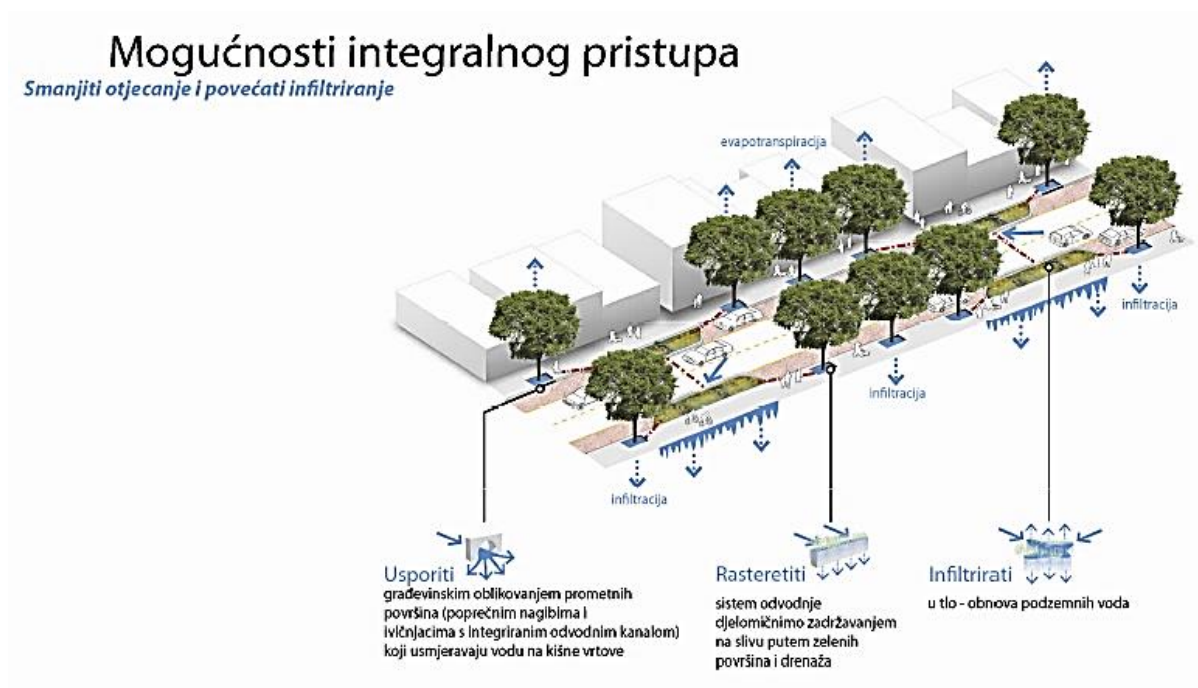 Mogućnosti integralnog pristupa
Smanjiti otjecanje i povećati infiltriranje
evapotranspiracija
infiltracija
infiltracija
infiltracija
Usporiti
građevinskim oblikovanjem prometnih
površina (poprečnim nagibima i
ivičnjacima s integriranim odvodnim kanalom)
koji usmjeravaju vodu na kišne vrtove
Rasteretiti
sistem odvodnje
djelomičnimo zadržavanjem
na slivu putem zelenih
površina i drenaža
Infiltrirati
u tlo - obnova podzemnih voda